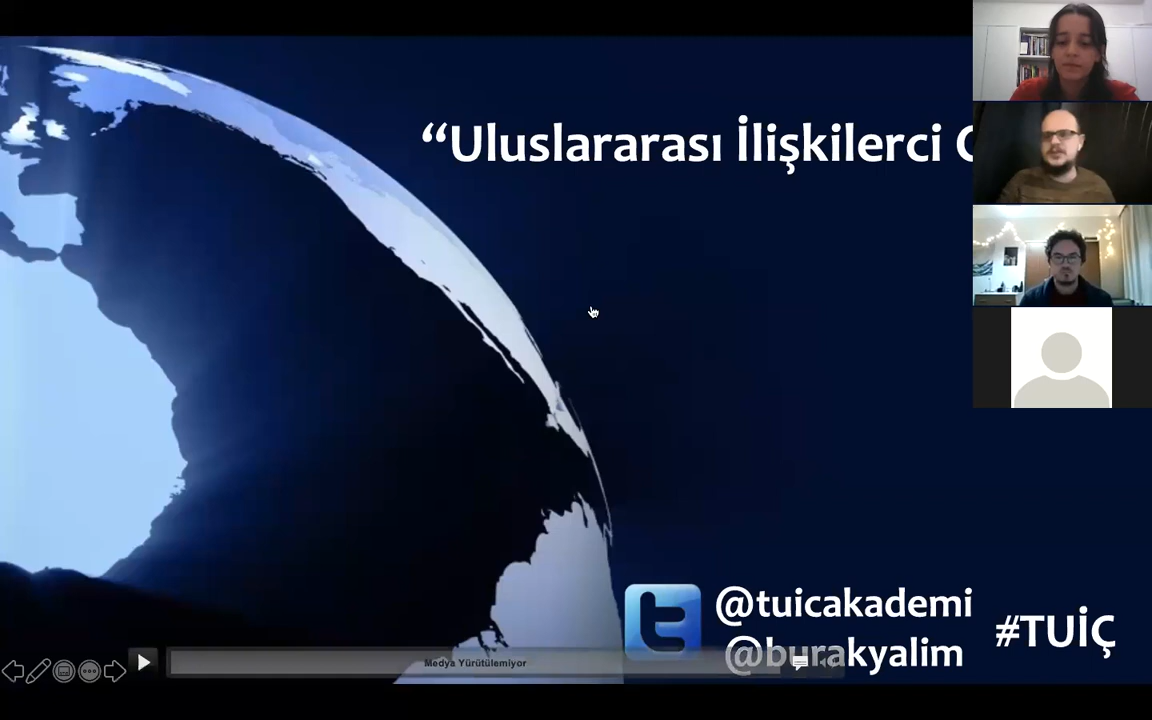 “Uluslararası İlişkilerci
@tuicakademi
#TUİÇ
@burakyalim
Medya Yürütülemiyor